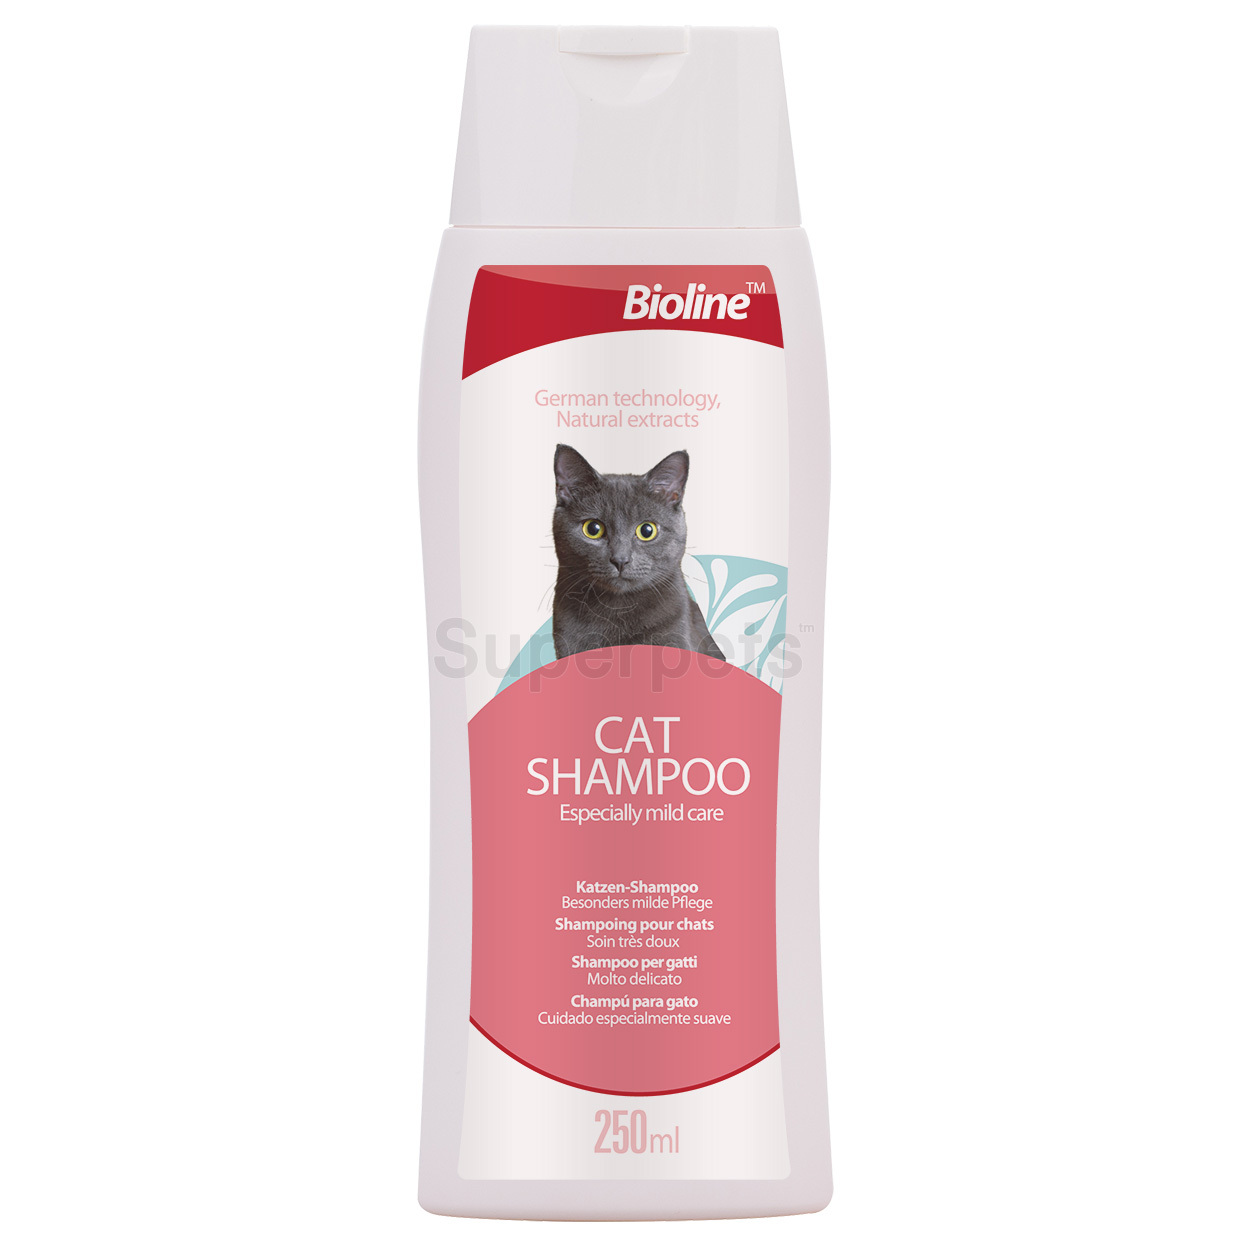 Bioline™
German technology,
Natural extracts
Superpets™
CAT
SHAMPOO
Especially mild care
Katzen-Shampoo
Besonders milde Pflege
Shampoing pour chats
Soin très doux
Shampoo per gatti
Molto delicato
Champú para gato
Cuidado especialmente suave
250ml